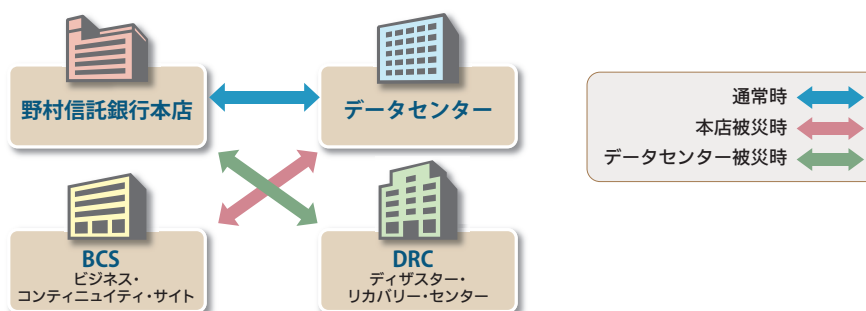 野村信託銀行本店
データセンター
BCS
ビジネス・
コンティニュイティ・サイト
DRC
ディザスター・
リカバリー・センター
通常時
本店被災時
データセンター被災時